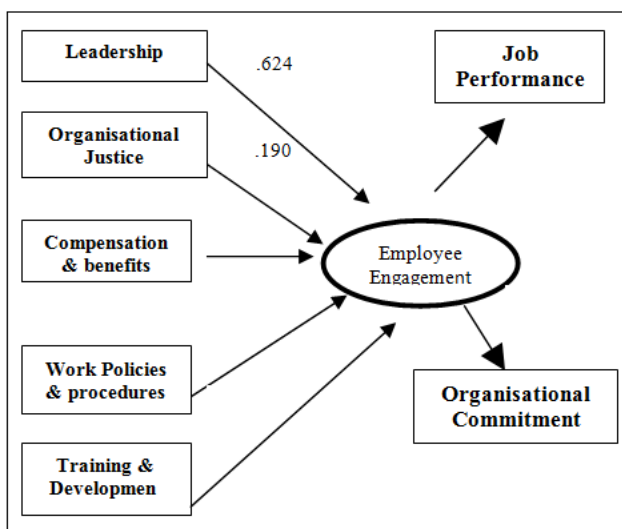 Leadership
.624
Job
Performance
Organisational
Justice
.190
Compensation
& benefits
Employee
Engagement
Work Policies
& procedures
Organisational
Commitment
Training &
Developmen